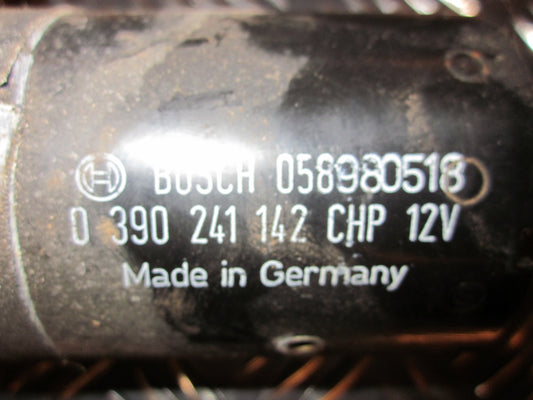 BOSCH 058980518
0 390 241 142 CHP 12V
Made in Germany